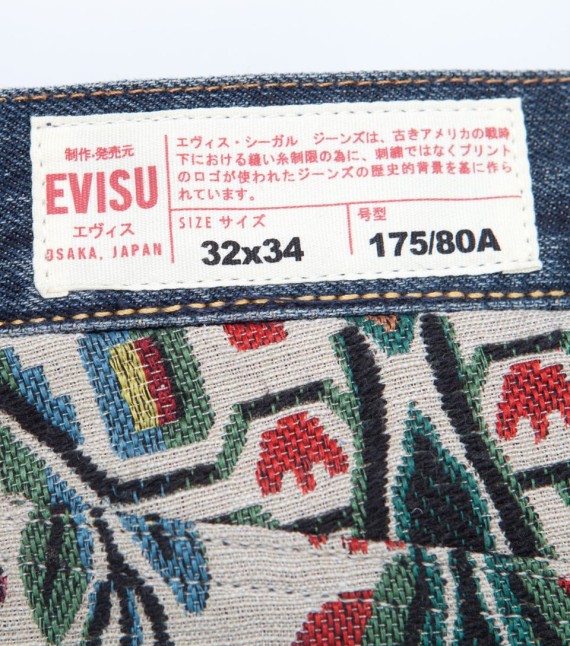 制作・発売元
EVISU
エヴィス
OSAKA, JAPAN
エヴィス・シーガル ジーンズは、古きアメリカの戦時
下における縫い糸制限の為に、刺繍ではなくプリント
のロゴが使われたジーンズの歴史的背景を基に作ら
れています。
SIZE サイズ
32x34
号型
175/80A